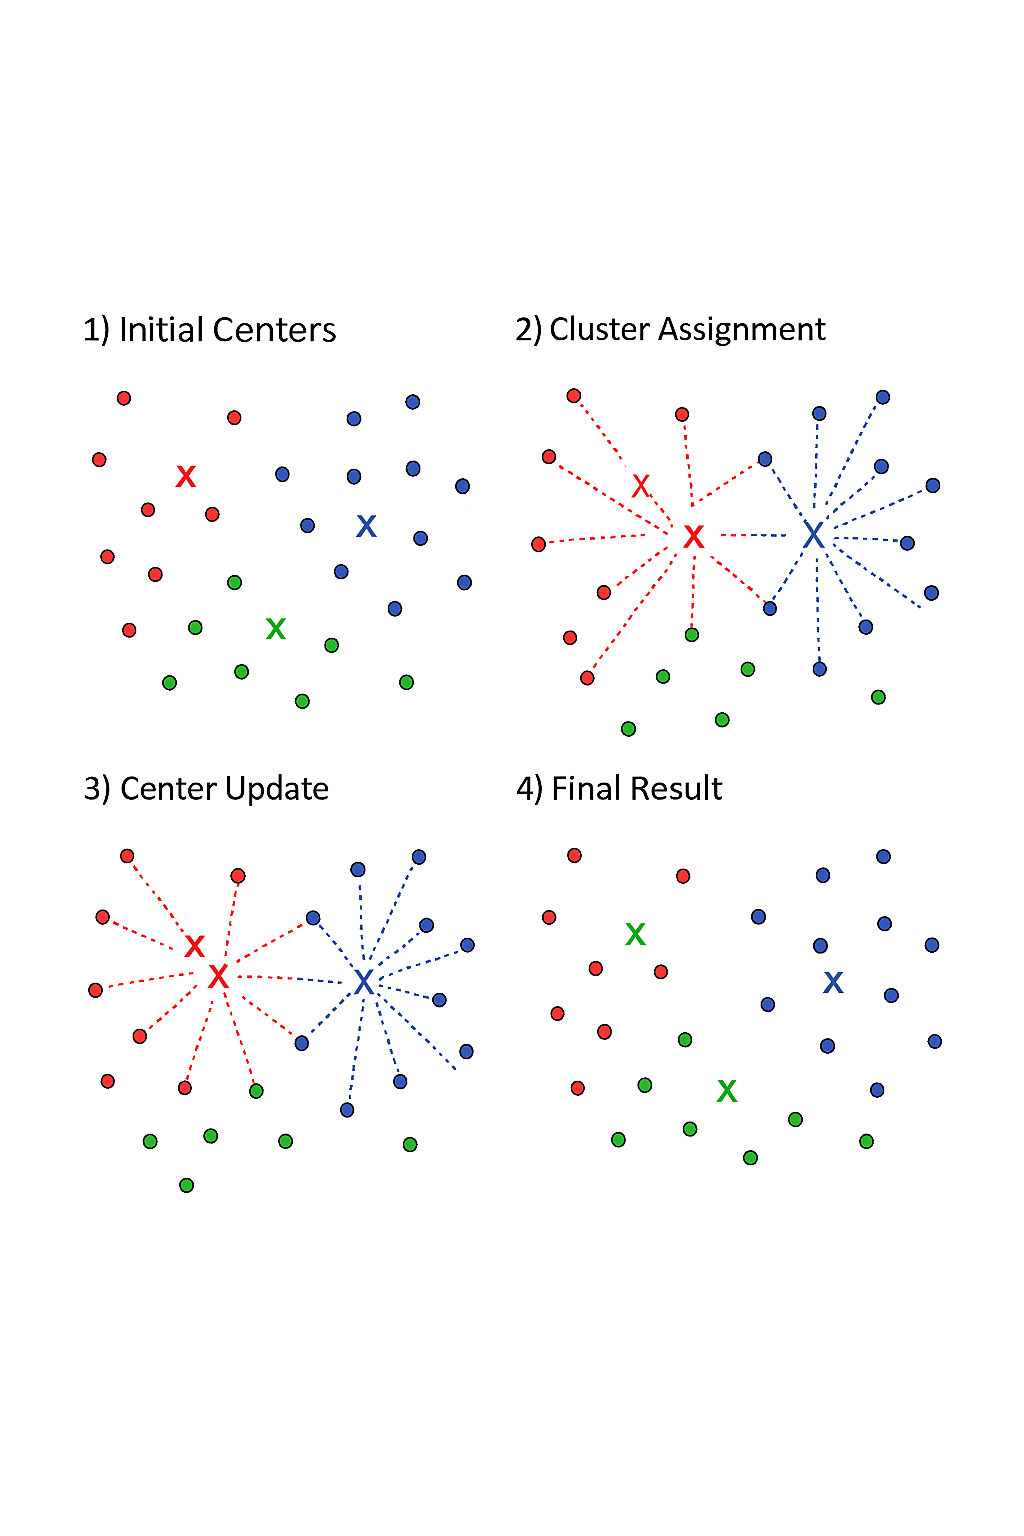 1) Initial Centers
X
X
X
2) Cluster Assignment
X
X
X
3) Center Update
X
X
X
4) Final Result
X
X
X